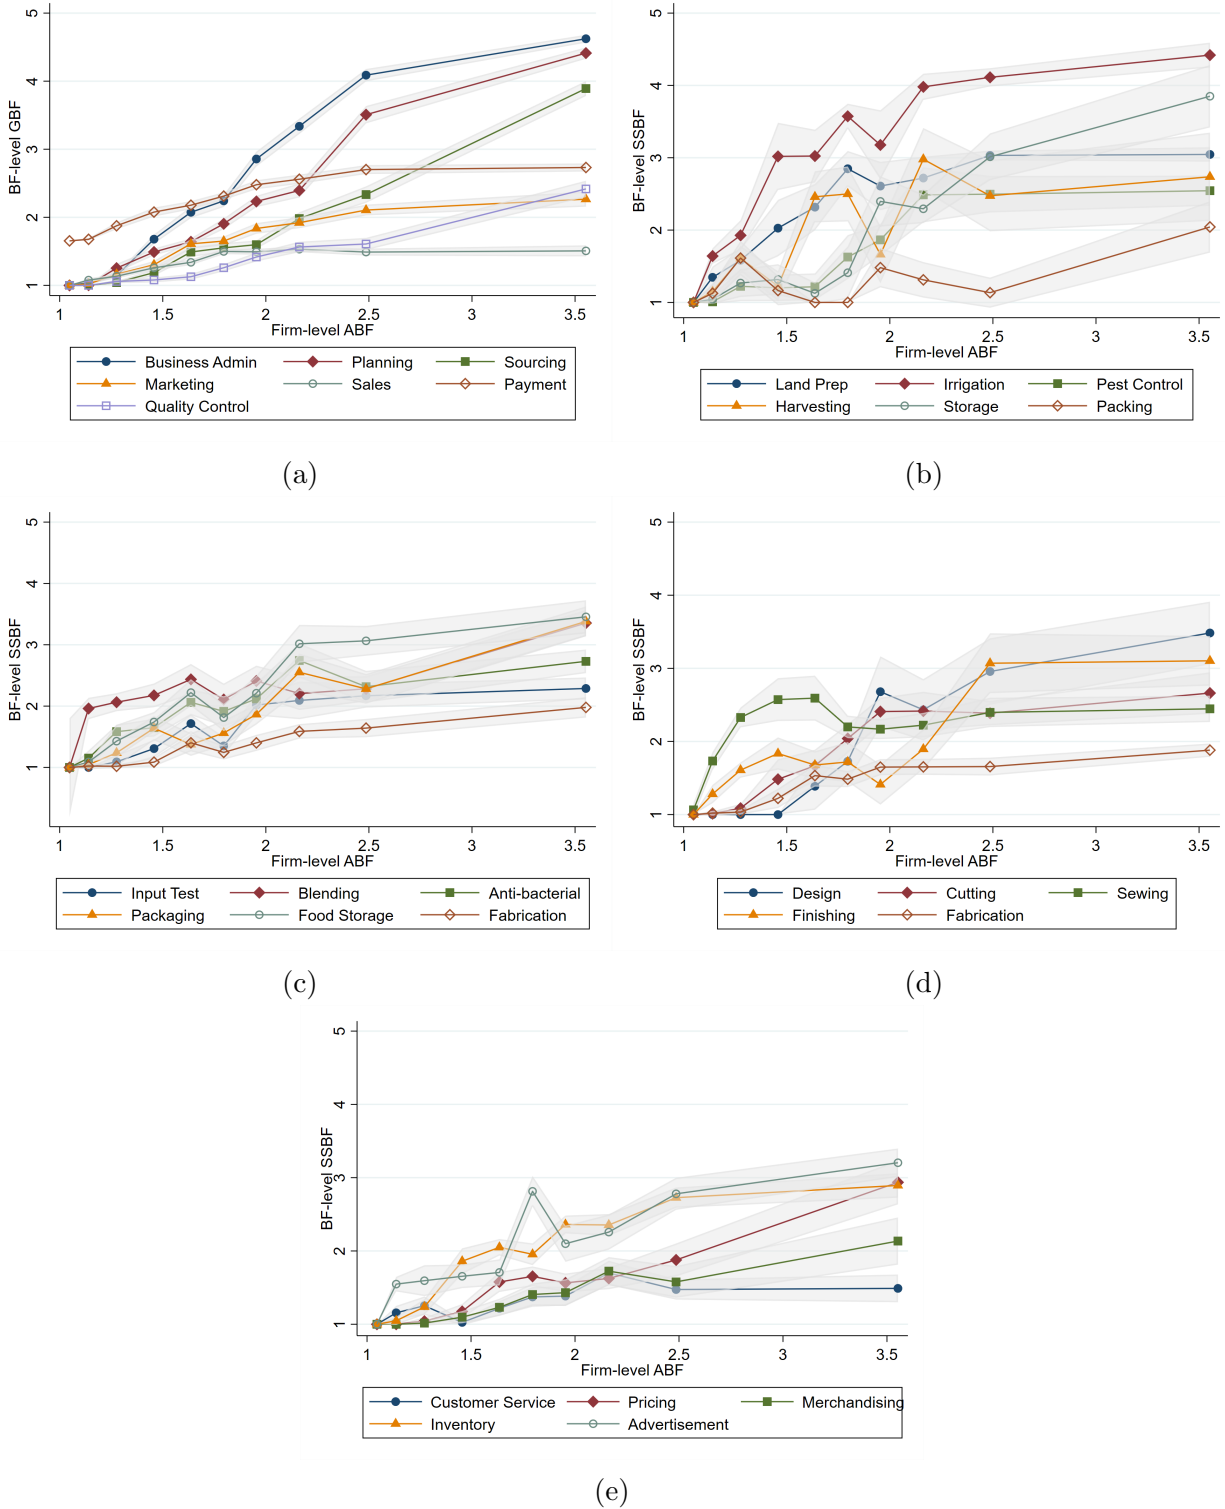 BF-level GBF
5
4
3
2
1
1 1.5 2 2.5 3 3.5
Firm-level ABF
Business Admin Planning Sourcing
Marketing Sales Payment
Quality Control
(a)
BF-level SSBF
5
4
3
2
1
1 1.5 2 2.5 3 3.5
Firm-level ABF
Land Prep Irrigation Pest Control
Harvesting Storage Packing
(b)
BF-level SSBF
5
4
3
2
1
1 1.5 2 2.5 3 3.5
Firm-level ABF
Input Test Blending Anti-bacterial
Packaging Food Storage Fabrication
(c)
BF-level SSBF
5
4
3
2
1
1 1.5 2 2.5 3 3.5
Firm-level ABF
Design Cutting Sewing
Finishing Fabrication
(d)
BF-level SSBF
5
4
3
2
1
1 1.5 2 2.5 3 3.5
Firm-level ABF
Customer Service Pricing Merchandising
Inventory Advertisement
(e)